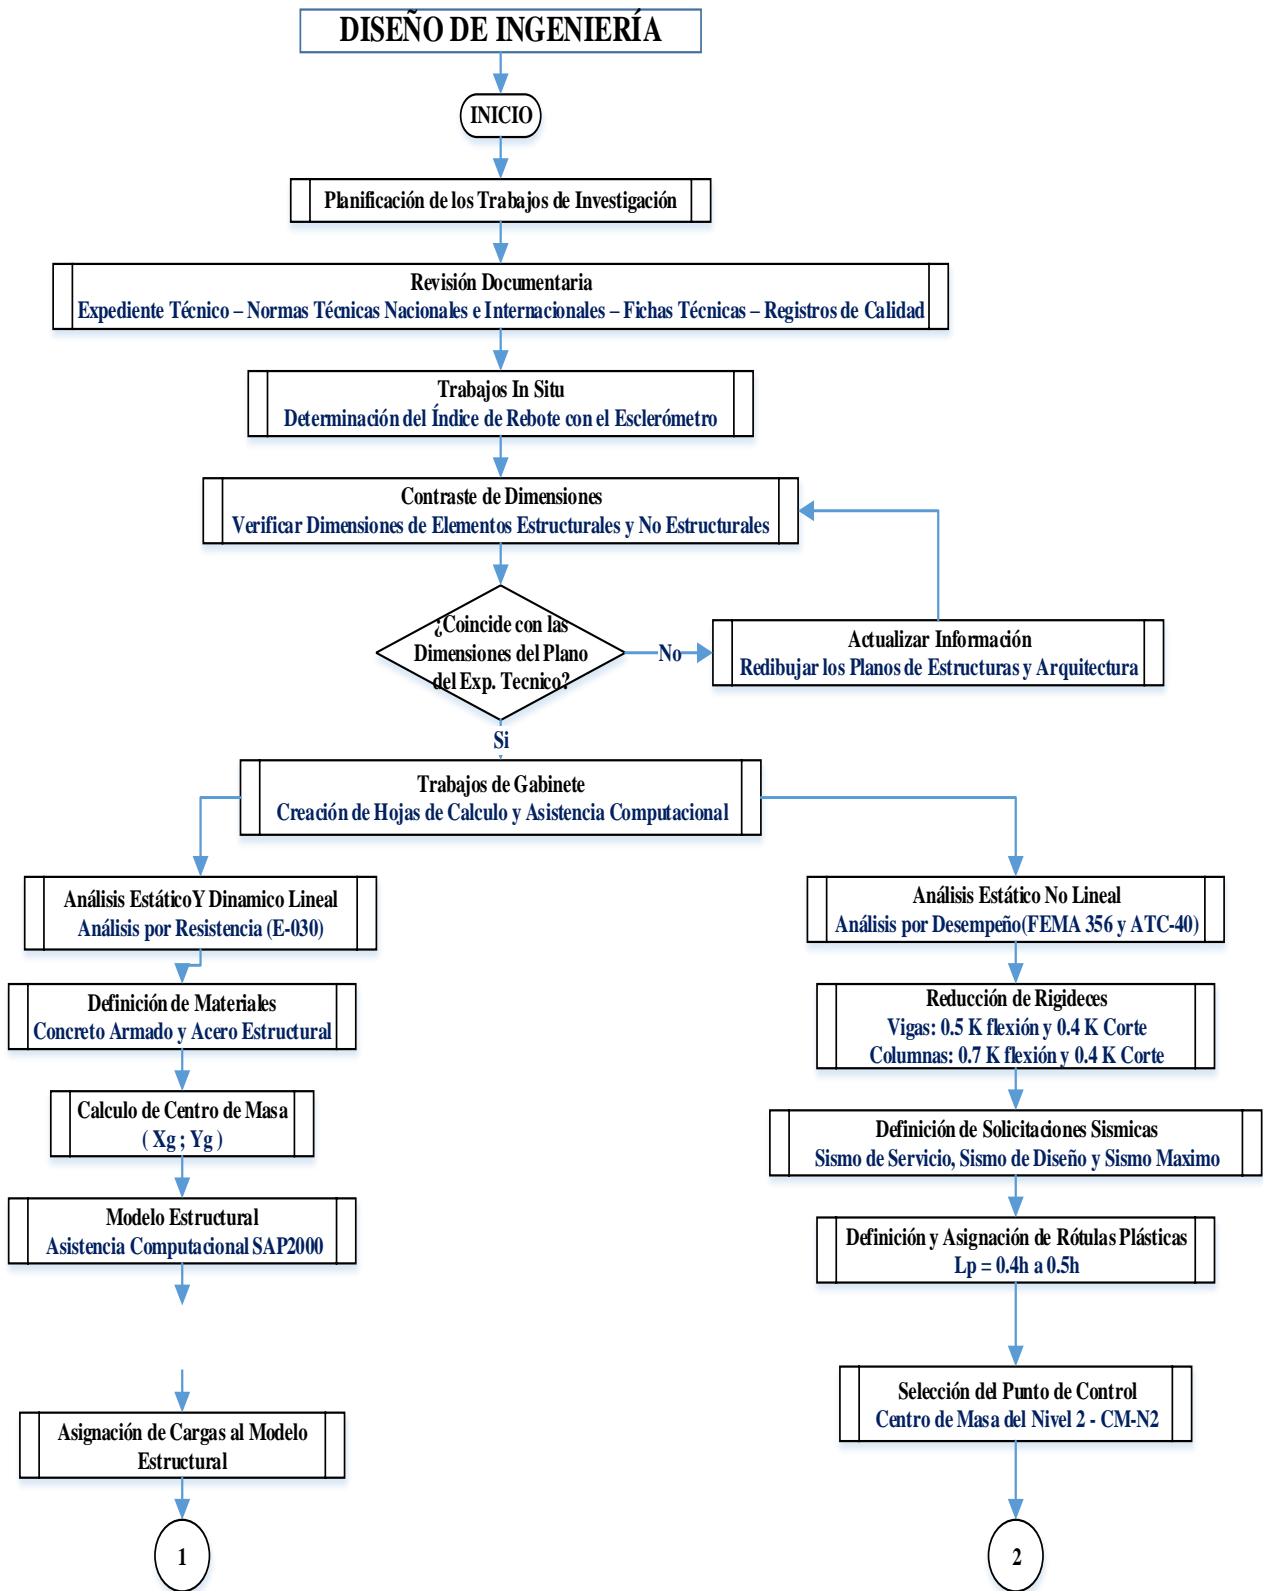 DISEÑO DE INGENIERÍA
INICIO
Planificación de los Trabajos de Investigación
Revisión Documentaria
Expediente Técnico – Normas Técnicas Nacionales e Internacionales – Fichas Técnicas – Registros de Calidad
Trabajos In Situ
Determinación del Índice de Rebote con el Esclerómetro
Contraste de Dimensiones
Verificar Dimensiones de Elementos Estructurales y No Estructurales
¿Coincide con las
Dimensiones del Plano
del Exp. Tecnico?
No
Actualizar Información
Redibujar los Planos de Estructuras y Arquitectura
Si
Trabajos de Gabinete
Creación de Hojas de Calculo y Asistencia Computacional
Análisis Estático Y Dinamico Lineal
Análisis por Resistencia (E-030)
Definición de Materiales
Concreto Armado y Acero Estructural
Calculo de Centro de Masa
( Xg ; Yg )
Modelo Estructural
Asistencia Computacional SAP2000
Asignación de Cargas al Modelo
Estructural
1
Análisis Estático No Lineal
Análisis por Desempeño(FEMA 356 y ATC-40)
Reducción de Rigideces
Vigas: 0.5 K flexión y 0.4 K Corte
Columnas: 0.7 K flexión y 0.4 K Corte
Definición de Solicitaciones Sismicas
Sismo de Servicio, Sismo de Diseño y Sismo Maximo
Definición y Asignación de Rótulas Plásticas
Lp = 0.4h a 0.5h
Selección del Punto de Control
Centro de Masa del Nivel 2 - CM-N2
2